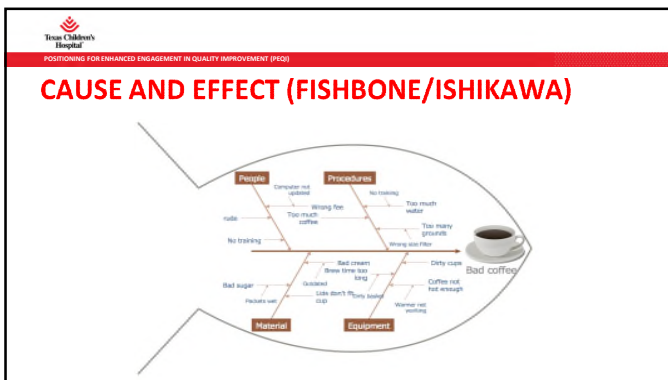 Texas Children's
Hospital
POSITIONING FOR ENHANCED ENGAGEMENT IN QUALITY IMPROVEMENT (PEQI)
CAUSE AND EFFECT (FISHBONE/ISHIKAWA)
People
Procedures
Computer not
updated
No training
Wrong fee
Too much
water
rude
Too much
coffee
Too many
grounds
No training
Wrong size filter
Bad coffee
Bad cream
Brew time too
long
Dirty cups
Bad sugar
Outdated
Coffee not
hot enough
Packets wet
Lids don't fit
cup
Dirty basket
Warmer not
working
Material
Equipment